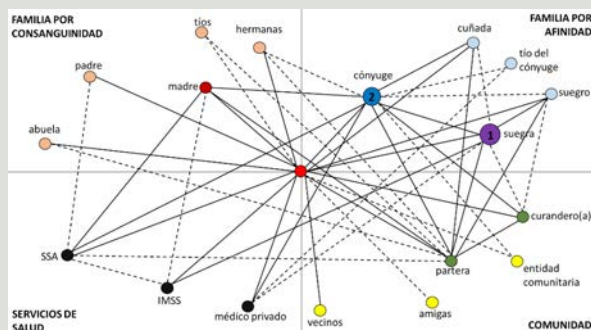 FAMILIA POR
CONSANGUINIDAD
FAMILIA POR
AFINIDAD
tíos
hermanas
cuñada
tío del
cónyuge
padre
madre
cónyuge
suegro
2
1
suegra
abuela
curandero(a)
SSA
partera
entidad
comunitaria
IMSS
médico privado
vecinos
amigas
SERVICIOS DE
SALUD
COMUNIDAD